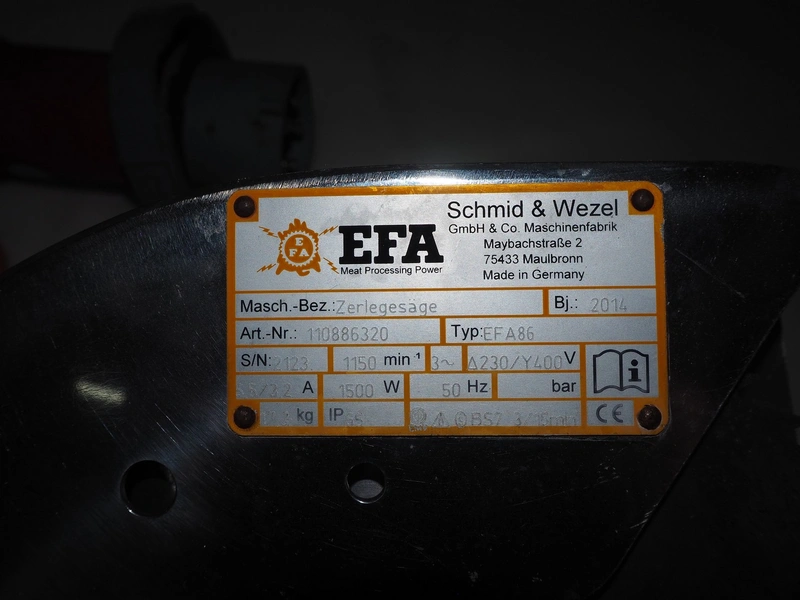 EFA
EFA
Meat Processing Power
Schmid & Wezel
GmbH & Co. Maschinenfabrik
Maybachstraße 2
75433 Maulbronn
Made in Germany
Masch.-Bez.: Zerlegesäge Bj.: 2014
Art.-Nr.: 110886320 Typ: EFA86
S/N: 2123 1150 min⁻¹ 3~ Δ230/Y400V
A 1500 W 50 Hz bar
kg IP CE